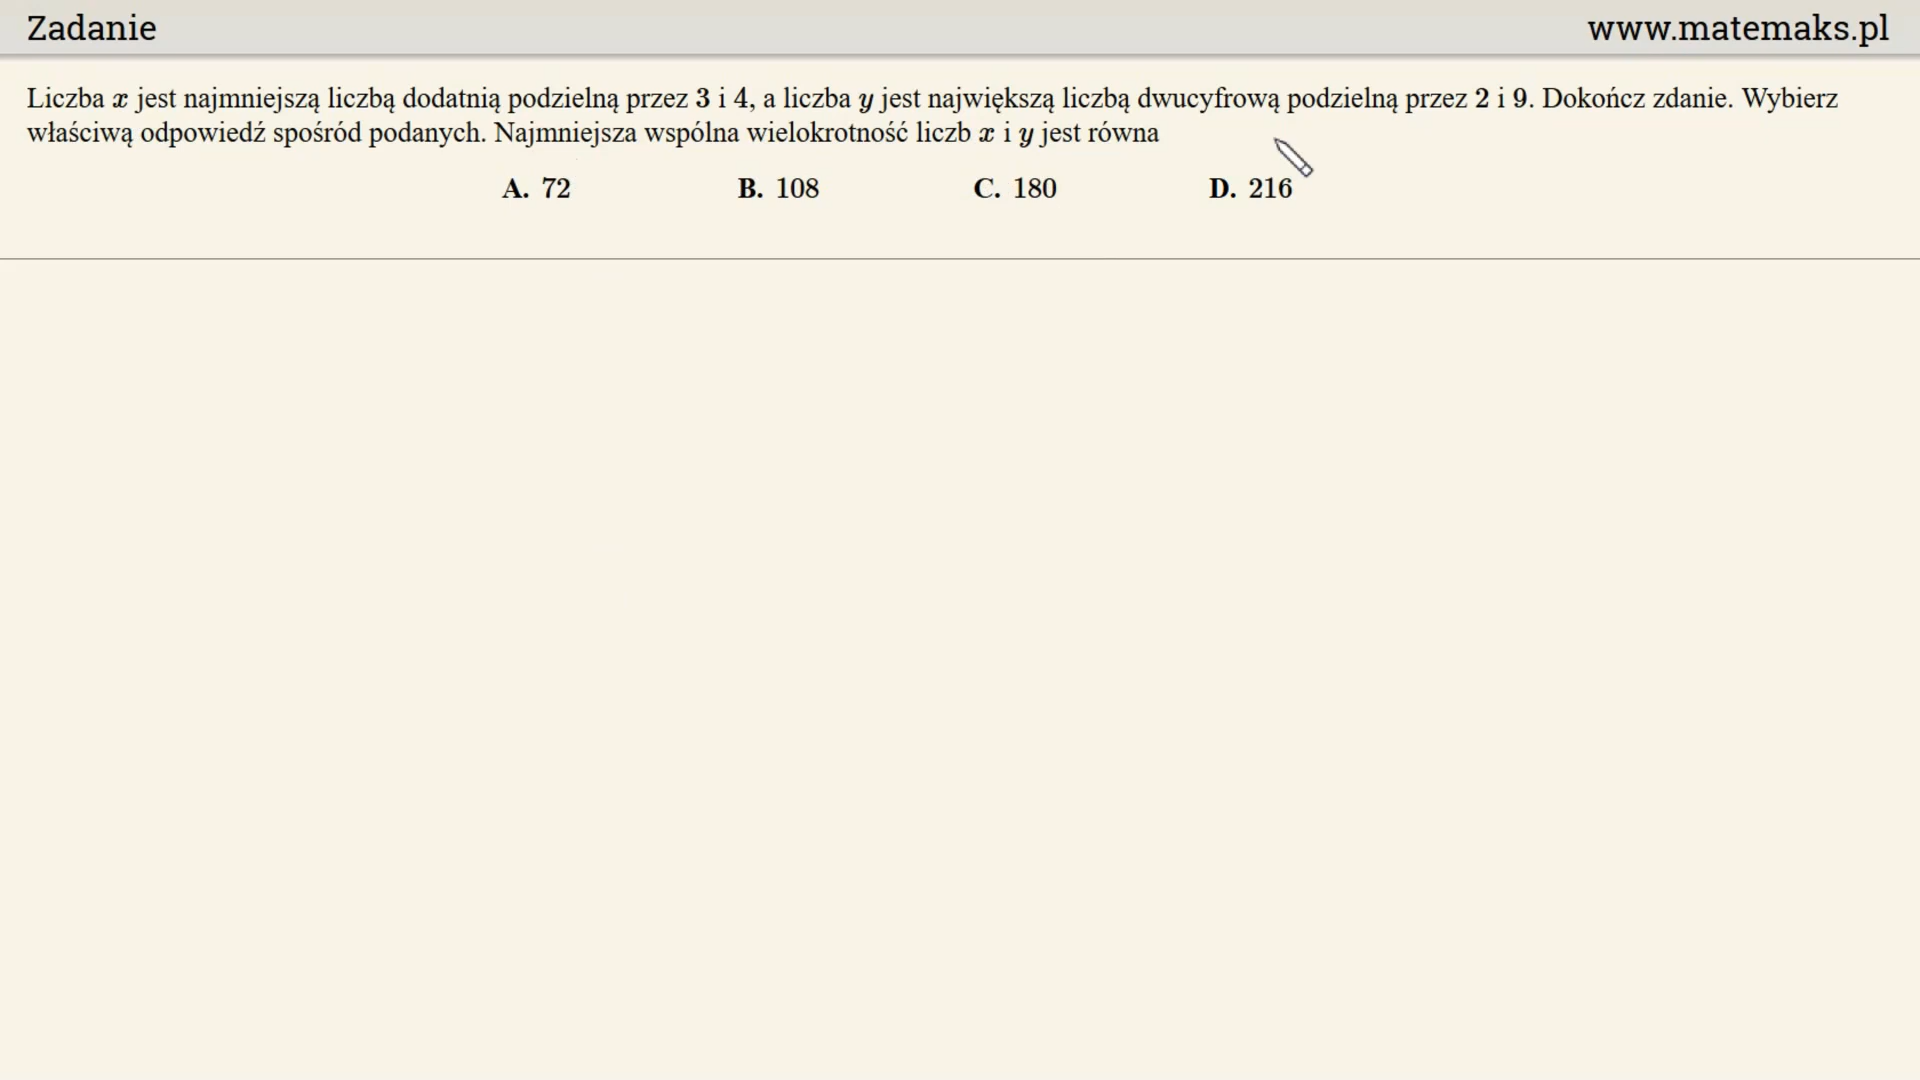 Zadanie
www.matemaks.pl
Liczba x jest najmniejszą liczbą dodatnią podzielną przez 3 i 4, a liczba y jest największą liczbą dwucyfrową podzielną przez 2 i 9. Dokończ zdanie. Wybierz
właściwą odpowiedź spośród podanych. Najmniejsza wspólna wielokrotność liczb x i y jest równa
A. 72 B. 108 C. 180 D. 216